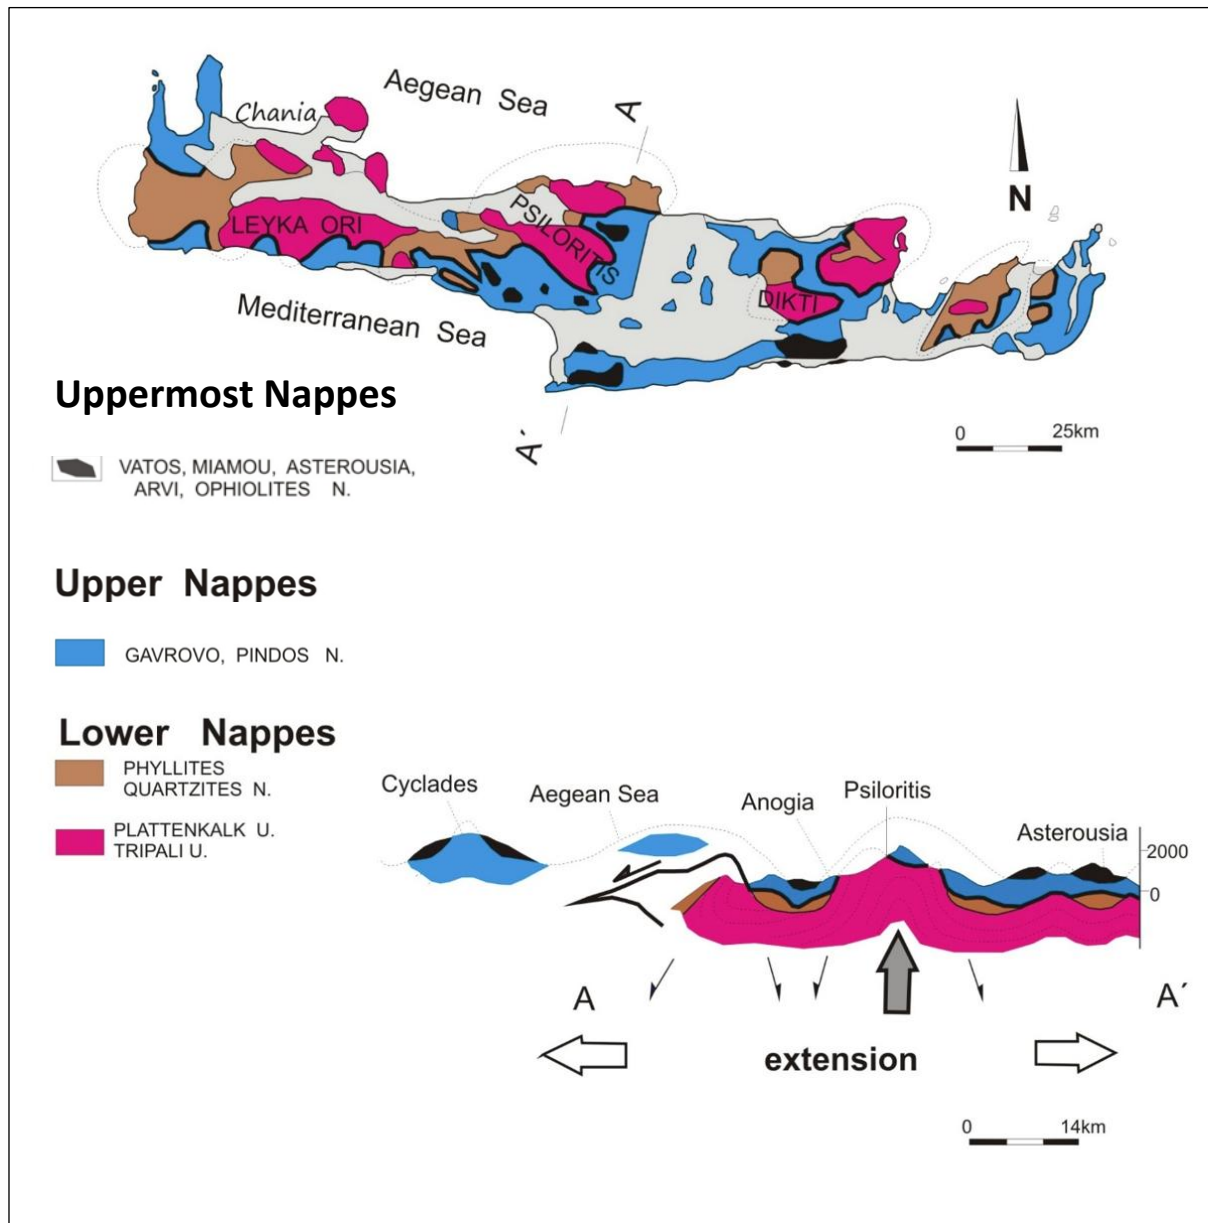 Aegean Sea
A
Chania
N
PSILORITIS
LEYKA ORI
DIKTI
Mediterranean Sea
A´
0 25km
Uppermost Nappes
VATOS, MIAMOU, ASTEROUSIA,
ARVI, OPHIOLITES N.
Upper Nappes
GAVROVO, PINDOS N.
Lower Nappes
PHYLLITES
QUARTZITES N.
PLATTENKALK U.
TRIPALI U.
Cyclades
Aegean Sea
Anogia
Psiloritis
Asterousia
2000
0
A
A´
extension
0 14km